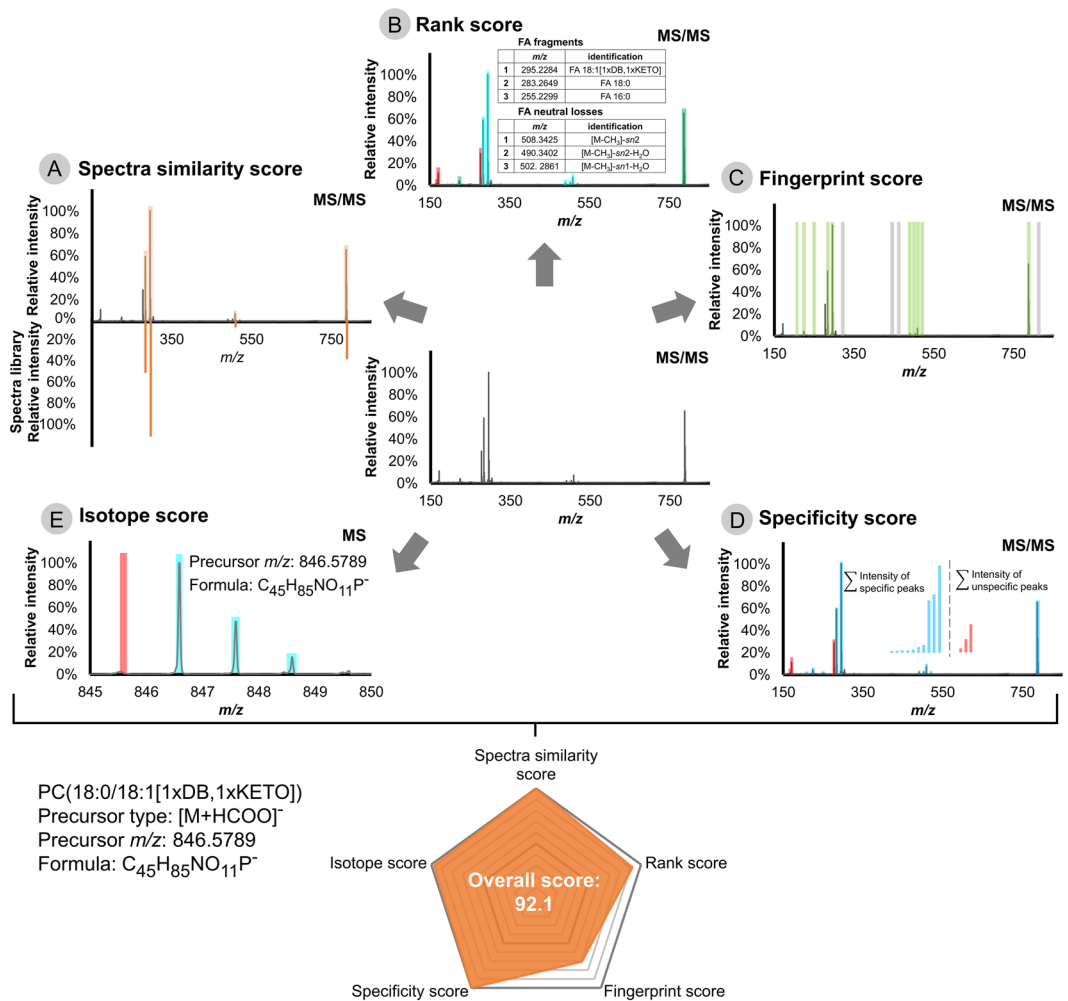 B Rank score
MS/MS
Relative intensity
100%
80%
60%
40%
20%
0%
150 350 550 750
m/z
FA fragments
m/z identification
1 295.2284 FA 18:1[1xDB,1xKETO]
2 283.2649 FA 18:0
3 255.2299 FA 16:0
FA neutral losses
m/z identification
1 508.3425 [M-CH3]-sn2
2 490.3402 [M-CH3]-sn2-H2O
3 502. 2861 [M-CH3]-sn1-H2O
A Spectra similarity score
MS/MS
Relative intensity
100%
80%
60%
40%
20%
0%
350 550 750
m/z
Spectra library
Relative intensity
20%
40%
60%
80%
100%
C Fingerprint score
MS/MS
Relative intensity
100%
80%
60%
40%
20%
0%
150 350 550 750
m/z
MS/MS
Relative intensity
100%
80%
60%
40%
20%
0%
150 350 550 750
m/z
E Isotope score
MS
Relative intensity
100%
80%
60%
40%
20%
0%
Precursor m/z: 846.5789
Formula: C45H85NO11P-
845 846 847 848 849 850
m/z
D Specificity score
MS/MS
Relative intensity
100%
80%
60%
40%
20%
0%
∑ Intensity of
specific peaks
∑ Intensity of
unspecific peaks
150 350 550 750
m/z
PC(18:0/18:1[1xDB,1xKETO])
Precursor type: [M+HCOO]-
Precursor m/z: 846.5789
Formula: C45H85NO11P-
Spectra similarity
score
Isotope score
Rank score
Overall score:
92.1
Specificity score
Fingerprint score